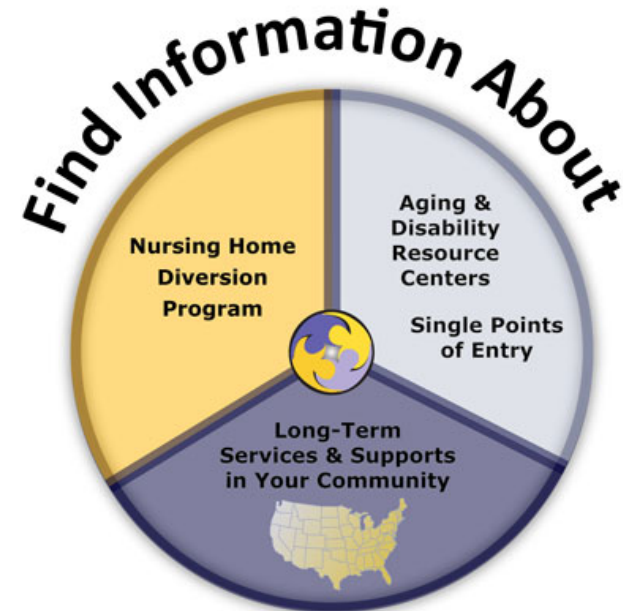 Find Information About
Nursing Home
Diversion
Program
Aging &
Disability
Resource
Centers
Single Points
of Entry
Long-Term
Services & Supports
in Your Community